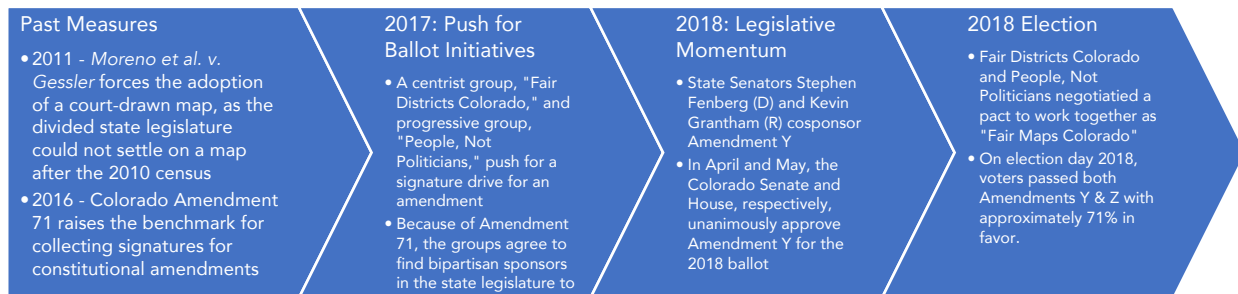 Past Measures
• 2011 - Moreno et al. v.
Gessler forces the adoption
of a court-drawn map, as the
divided state legislature
could not settle on a map
after the 2010 census
• 2016 - Colorado Amendment
71 raises the benchmark for
collecting signatures for
constitutional amendments
2017: Push for
Ballot Initiatives
• A centrist group, "Fair
Districts Colorado," and
progressive group,
"People, Not
Politicians," push for a
signature drive for an
amendment
• Because of Amendment
71, the groups agree to
find bipartisan sponsors
in the state legislature to
2018: Legislative
Momentum
• State Senators Stephen
Fenberg (D) and Kevin
Grantham (R) cosponsor
Amendment Y
• In April and May, the
Colorado Senate and
House, respectively,
unanimously approve
Amendment Y for the
2018 ballot
2018 Election
• Fair Districts Colorado
and People, Not
Politicians negotiatied a
pact to work together as
"Fair Maps Colorado"
• On election day 2018,
voters passed both
Amendments Y & Z with
approximately 71% in
favor.